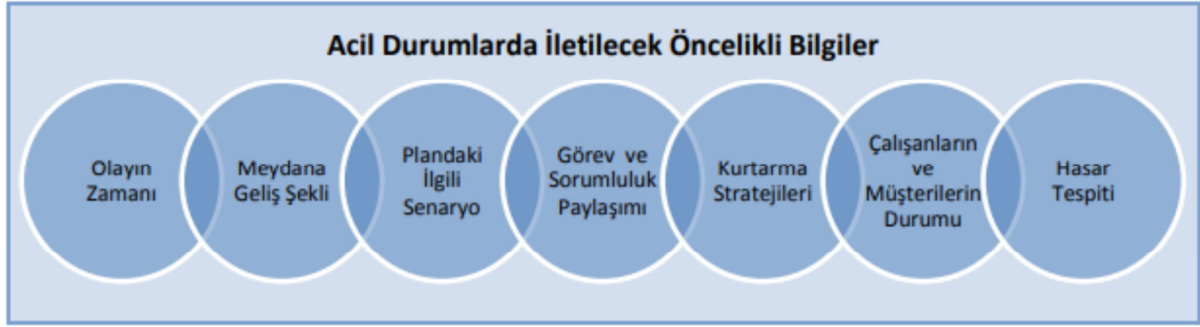 Acil Durumlarda İletilecek Öncelikli Bilgiler
Olayın
Zamanı
Meydana
Geliş Şekli
Plandaki
İlgili
Senaryo
Görev ve
Sorumluluk
Paylaşımı
Kurtarma
Stratejileri
Çalışanların
ve
Müşterilerin
Durumu
Hasar
Tespiti